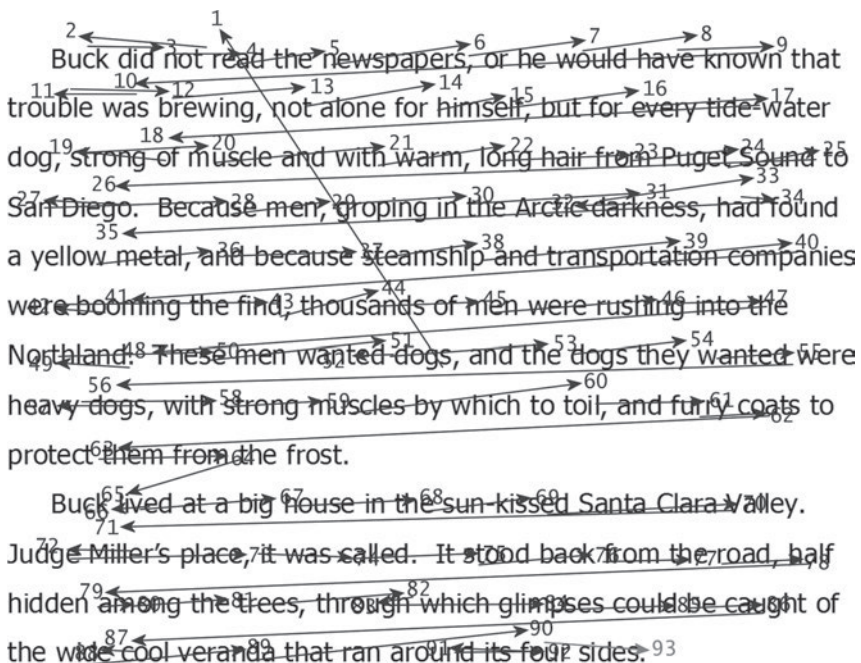 Buck did not read the newspapers, or he would have known that
trouble was brewing, not alone for himself, but for every tide-water
dog, strong of muscle and with warm, long hair from Puget Sound to
San Diego. Because men, groping in the Arctic darkness, had found
a yellow metal, and because steamship and transportation companies
were booming the find, thousands of men were rushing into the
Northland. These men wanted dogs, and the dogs they wanted were
heavy dogs, with strong muscles by which to toil, and furry coats to
protect them from the frost.
Buck lived at a big house in the sun-kissed Santa Clara Valley.
Judge Miller's place, it was called. It stood back from the road, half
hidden among the trees, through which glimpses could be caught of
the wide cool veranda that ran around its four sides.